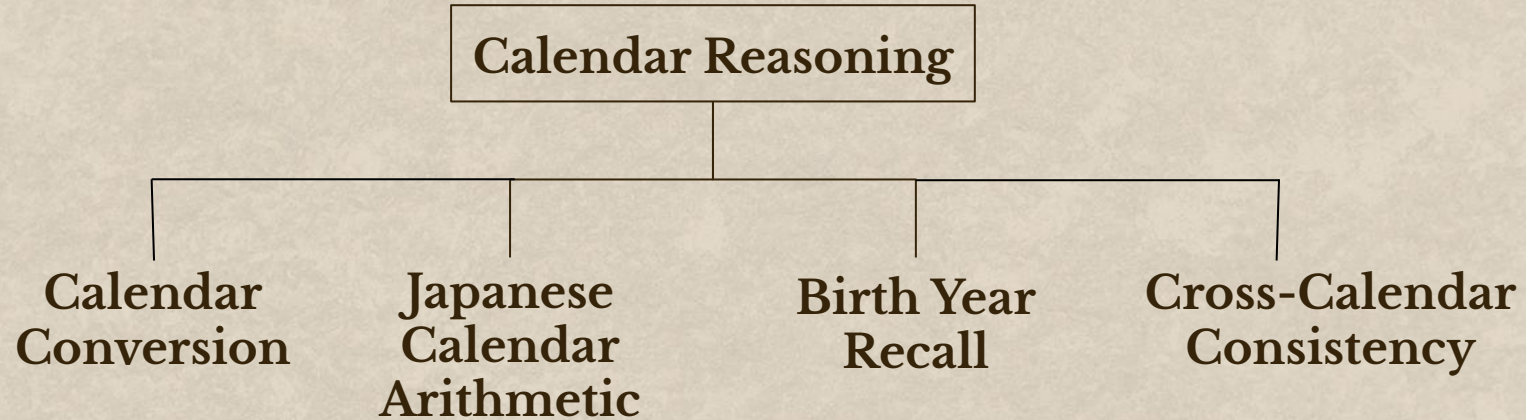 Calendar Reasoning
Calendar
Conversion
Japanese
Calendar
Arithmetic
Birth Year
Recall
Cross-Calendar
Consistency